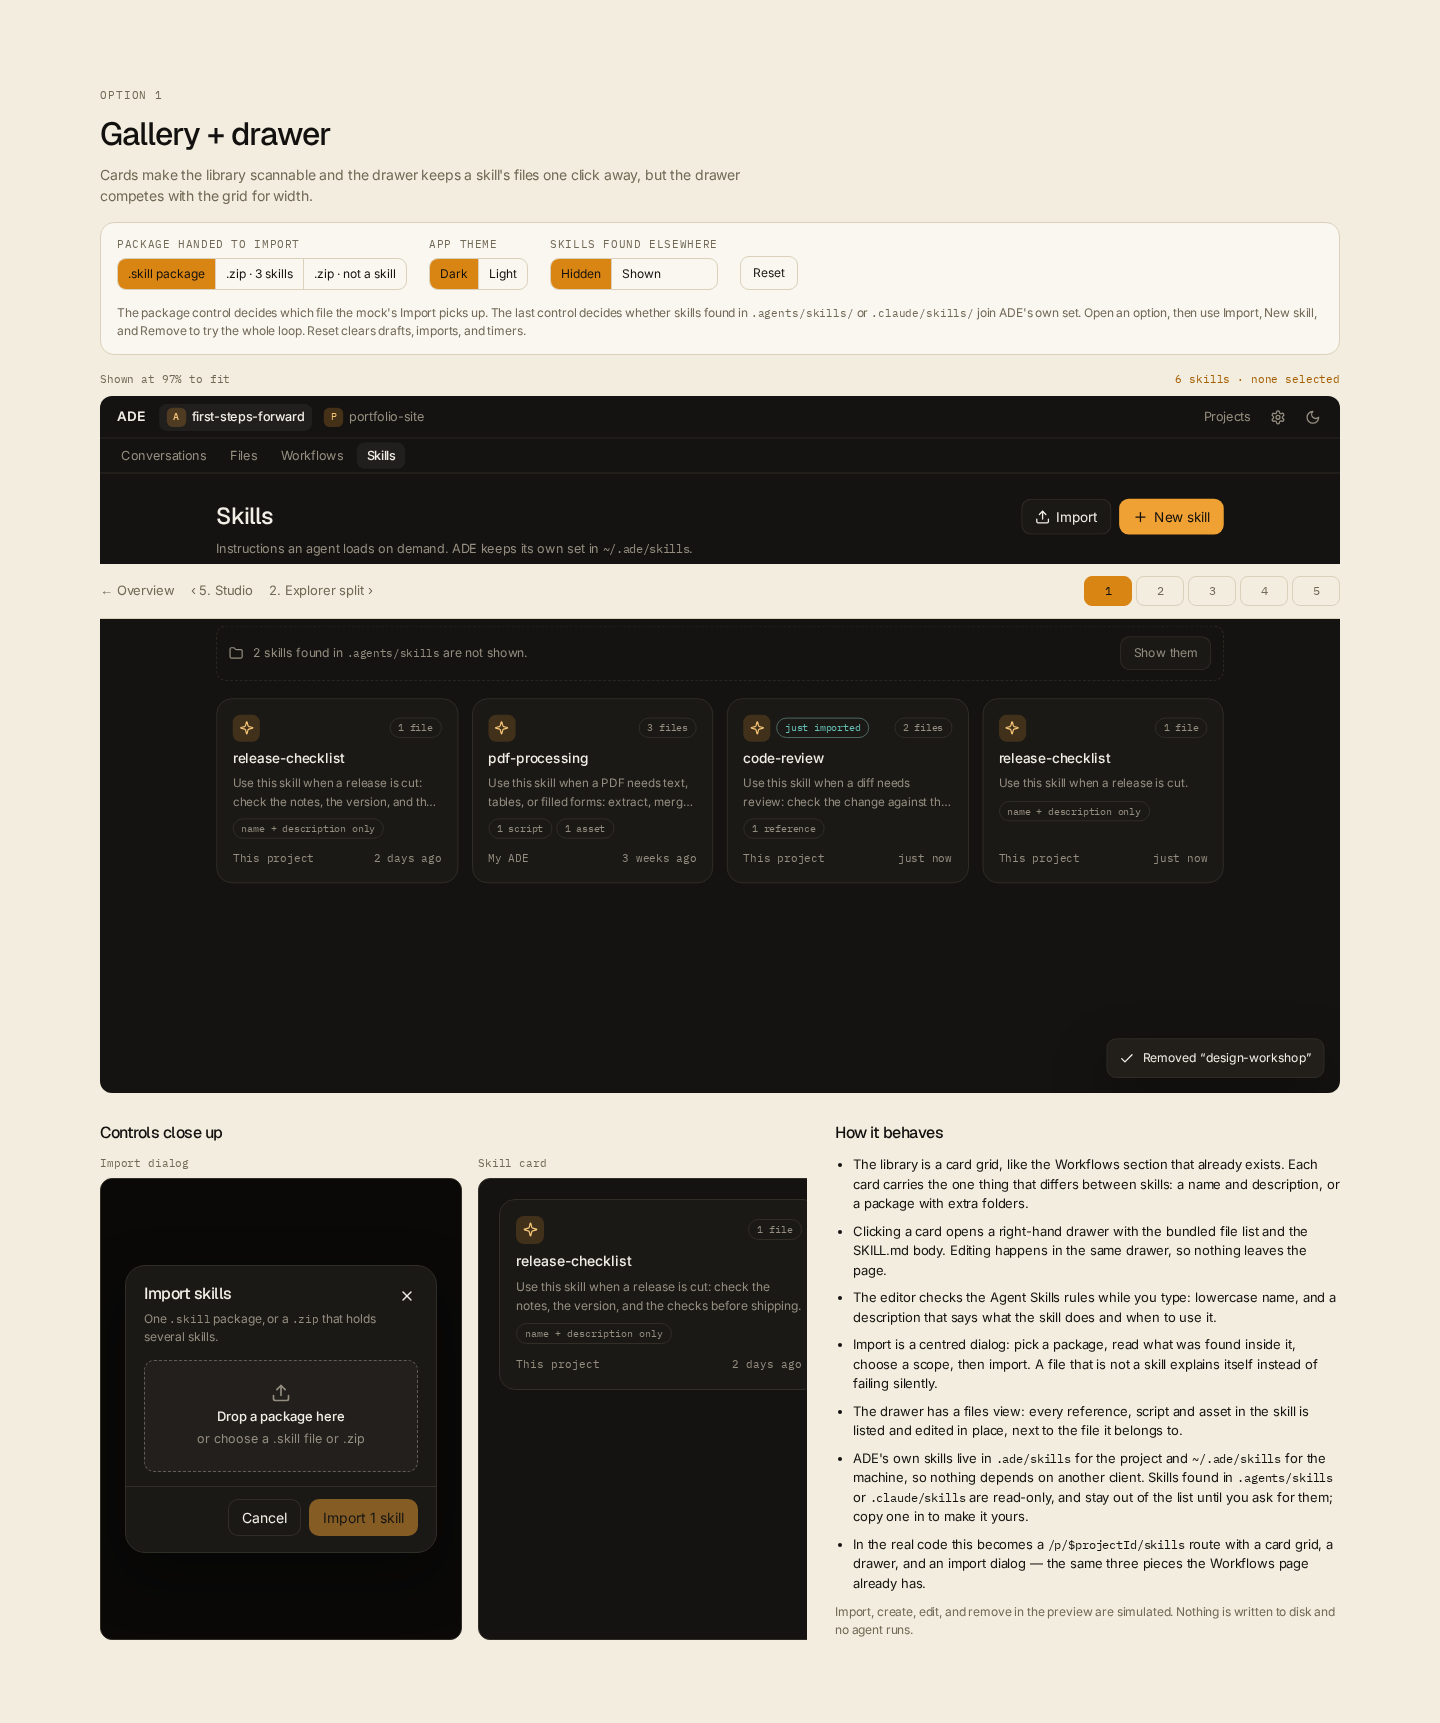 OPTION 1
Gallery + drawer
Cards make the library scannable and the drawer keeps a skill's files one click away, but the drawer
competes with the grid for width.
PACKAGE HANDED TO IMPORT
.skill package
.zip · 3 skills
.zip · not a skill
APP THEME
Dark
Light
SKILLS FOUND ELSEWHERE
Hidden
Shown
Reset
The package control decides which file the mock's Import picks up. The last control decides whether skills found in .agents/skills/ or .claude/skills/ join ADE's own set. Open an option, then use Import, New skill,
and Remove to try the whole loop. Reset clears drafts, imports, and timers.
Shown at 97% to fit
6 skills · none selected
ADE
A first-steps-forward
P portfolio-site
Projects
Conversations
Files
Workflows
Skills
Skills
Import
+ New skill
Instructions an agent loads on demand. ADE keeps its own set in ~/.ade/skills.
← Overview
‹ 5. Studio
2. Explorer split ›
1
2
3
4
5
2 skills found in .agents/skills are not shown.
Show them
1 file
release-checklist
Use this skill when a release is cut:
check the notes, the version, and th...
name + description only
This project
2 days ago
3 files
pdf-processing
Use this skill when a PDF needs text,
tables, or filled forms: extract, merg...
1 script
1 asset
My ADE
3 weeks ago
just imported
2 files
code-review
Use this skill when a diff needs
review: check the change against th...
1 reference
This project
just now
1 file
release-checklist
Use this skill when a release is cut.
name + description only
This project
just now
Removed “design-workshop”
Controls close up
Import dialog
Import skills
One .skill package, or a .zip that holds
several skills.
Drop a package here
or choose a .skill file or .zip
Cancel
Import 1 skill
Skill card
1 file
release-checklist
Use this skill when a release is cut: check the
notes, the version, and the checks before shipping.
name + description only
This project
2 days ago
How it behaves
• The library is a card grid, like the Workflows section that already exists. Each
card carries the one thing that differs between skills: a name and description, or
a package with extra folders.
• Clicking a card opens a right-hand drawer with the bundled file list and the
SKILL.md body. Editing happens in the same drawer, so nothing leaves the
page.
• The editor checks the Agent Skills rules while you type: lowercase name, and a
description that says what the skill does and when to use it.
• Import is a centred dialog: pick a package, read what was found inside it,
choose a scope, then import. A file that is not a skill explains itself instead of
failing silently.
• The drawer has a files view: every reference, script and asset in the skill is
listed and edited in place, next to the file it belongs to.
• ADE's own skills live in .ade/skills for the project and ~/.ade/skills for the
machine, so nothing depends on another client. Skills found in .agents/skills
or .claude/skills are read-only, and stay out of the list until you ask for them;
copy one in to make it yours.
• In the real code this becomes a /p/$projectId/skills route with a card grid, a
drawer, and an import dialog — the same three pieces the Workflows page
already has.
Import, create, edit, and remove in the preview are simulated. Nothing is written to disk and
no agent runs.